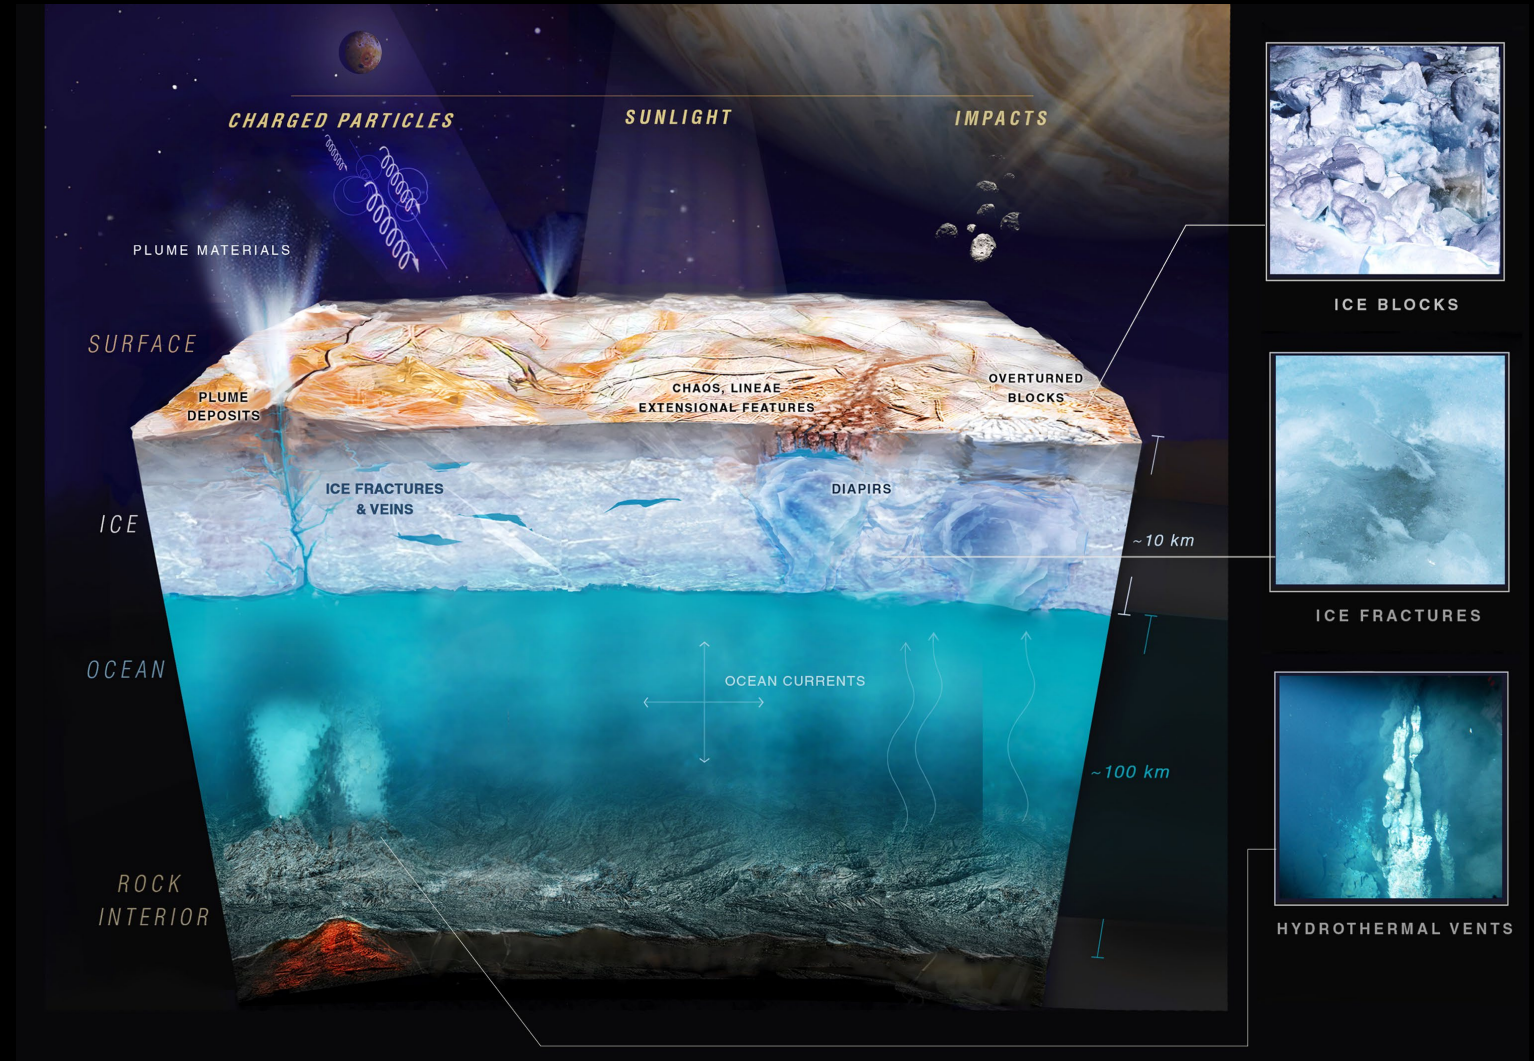 CHARGED PARTICLES
SUNLIGHT
IMPACTS
PLUME MATERIALS
SURFACE
PLUME
DEPOSITS
CHAOS, LINEAE
EXTENSIONAL FEATURES
OVERTURNED
BLOCKS
ICE
ICE FRACTURES
& VEINS
DIAPIRS
~10 km
OCEAN
OCEAN CURRENTS
~100 km
ROCK
INTERIOR
ICE BLOCKS
ICE FRACTURES
HYDROTHERMAL VENTS